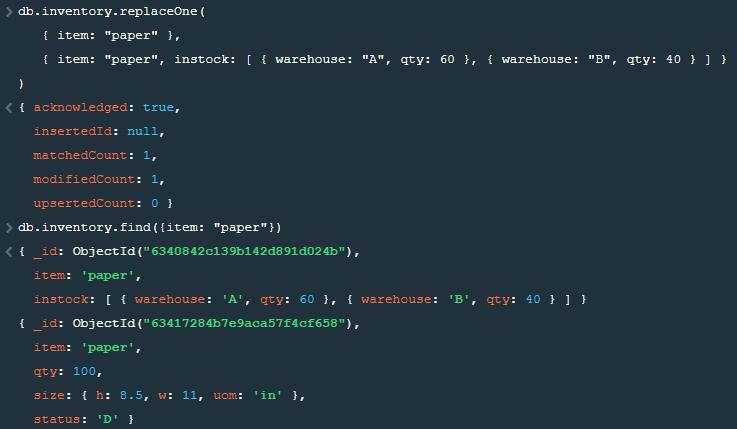 > db.inventory.replaceOne(
{ item: "paper" },
{ item: "paper", instock: [ { warehouse: "A", qty: 60 }, { warehouse: "B", qty: 40 } ] }
)
< { acknowledged: true,
insertedId: null,
matchedCount: 1,
modifiedCount: 1,
upsertedCount: 0 }
> db.inventory.find({item: "paper"})
< { _id: ObjectId("6340842c139b142d891d024b"),
item: 'paper',
instock: [ { warehouse: 'A', qty: 60 }, { warehouse: 'B', qty: 40 } ] }
{ _id: ObjectId("63417284b7e9aca57f4cf658"),
item: 'paper',
qty: 100,
size: { h: 8.5, w: 11, uom: 'in' },
status: 'D' }